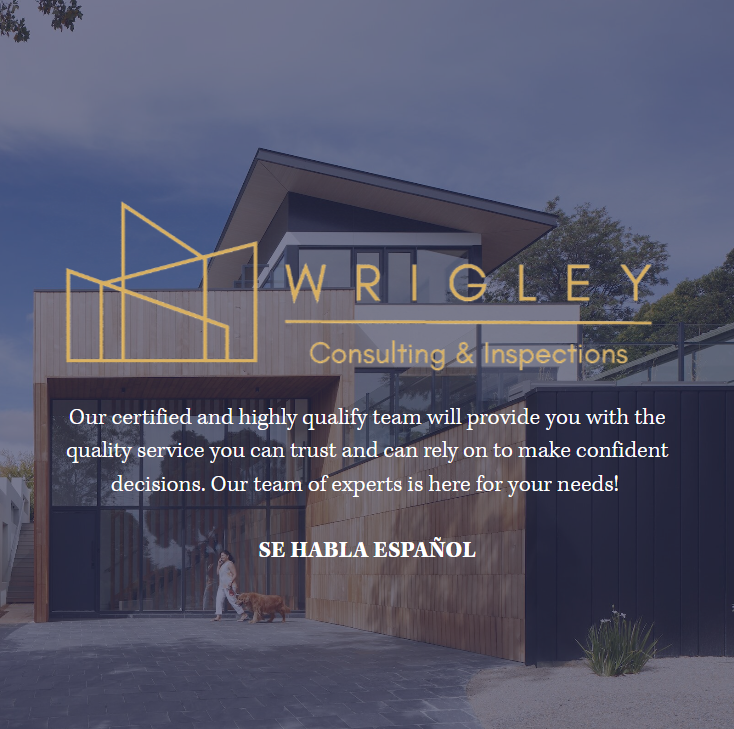 WRIGLEY
Consulting & Inspections
Our certified and highly qualify team will provide you with the
quality service you can trust and can rely on to make confident
decisions. Our team of experts is here for your needs!
SE HABLA ESPAÑOL